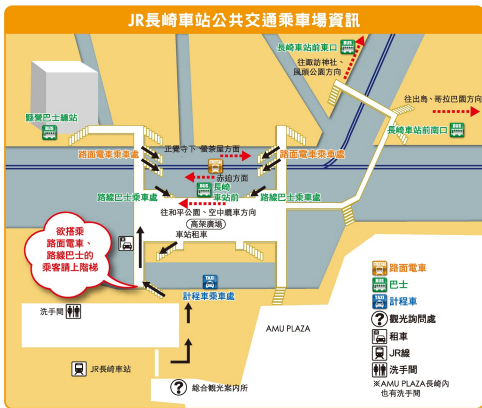 JR長崎車站公共交通乘車場資訊
長崎車站前東口
BUS
往諏訪神社、
風頭公園方向
往出島、哥拉巴園方向
縣營巴士總站
BUS
長崎車站前南口
BUS
正覺寺下 螢茶屋方面
路面電車乘車處
路面電車乘車處
赤迫方面
路線巴士乘車處
BUS
長崎
車站前
路線巴士乘車處
往和平公園、空中纜車方向
高架廣場
車站租車
欲搭乘
路面電車、
路線巴士的
乘客請上階梯
TAXI
計程車乘車處
洗手間
AMU PLAZA
JR長崎車站
? 綜合観光案内所
路面電車
BUS 巴士
TAXI 計程車
? 觀光詢問處
租車
JR線
洗手間
※AMU PLAZA長崎內
也有洗手間